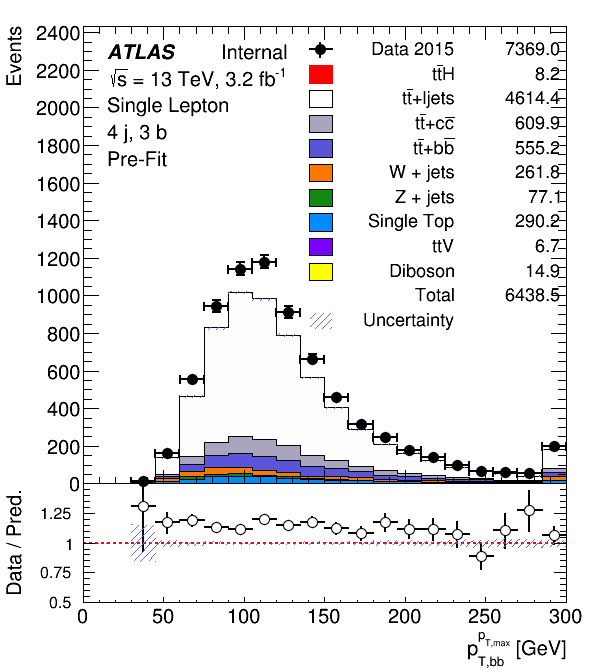 Events
2400
2200
2000
1800
1600
1400
1200
1000
800
600
400
200
0
ATLAS Internal
√s = 13 TeV, 3.2 fb⁻¹
Single Lepton
4 j, 3 b
Pre-Fit
Data 2015 7369.0
tt̄H 8.2
tt̄+ljets 4614.4
tt̄+cc̄ 609.9
tt̄+bb̄ 555.2
W + jets 261.8
Z + jets 77.1
Single Top 290.2
ttV 6.7
Diboson 14.9
Total 6438.5
Uncertainty
Data / Pred.
1.25
1
0.75
0.5
0 50 100 150 200 250 300
p_{T,bb}^{p_{T,max}} [GeV]